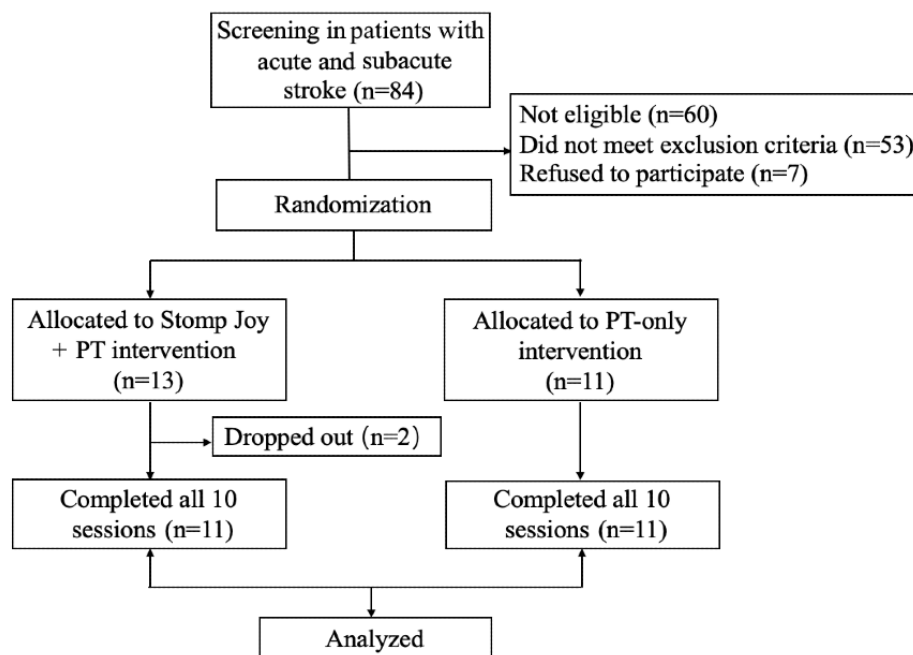 Screening in patients with
acute and subacute
stroke (n=84)
Not eligible (n=60)
Did not meet exclusion criteria (n=53)
Refused to participate (n=7)
Randomization
Allocated to Stomp Joy
+ PT intervention
(n=13)
Allocated to PT-only
intervention
(n=11)
Dropped out (n=2)
Completed all 10
sessions (n=11)
Completed all 10
sessions (n=11)
Analyzed